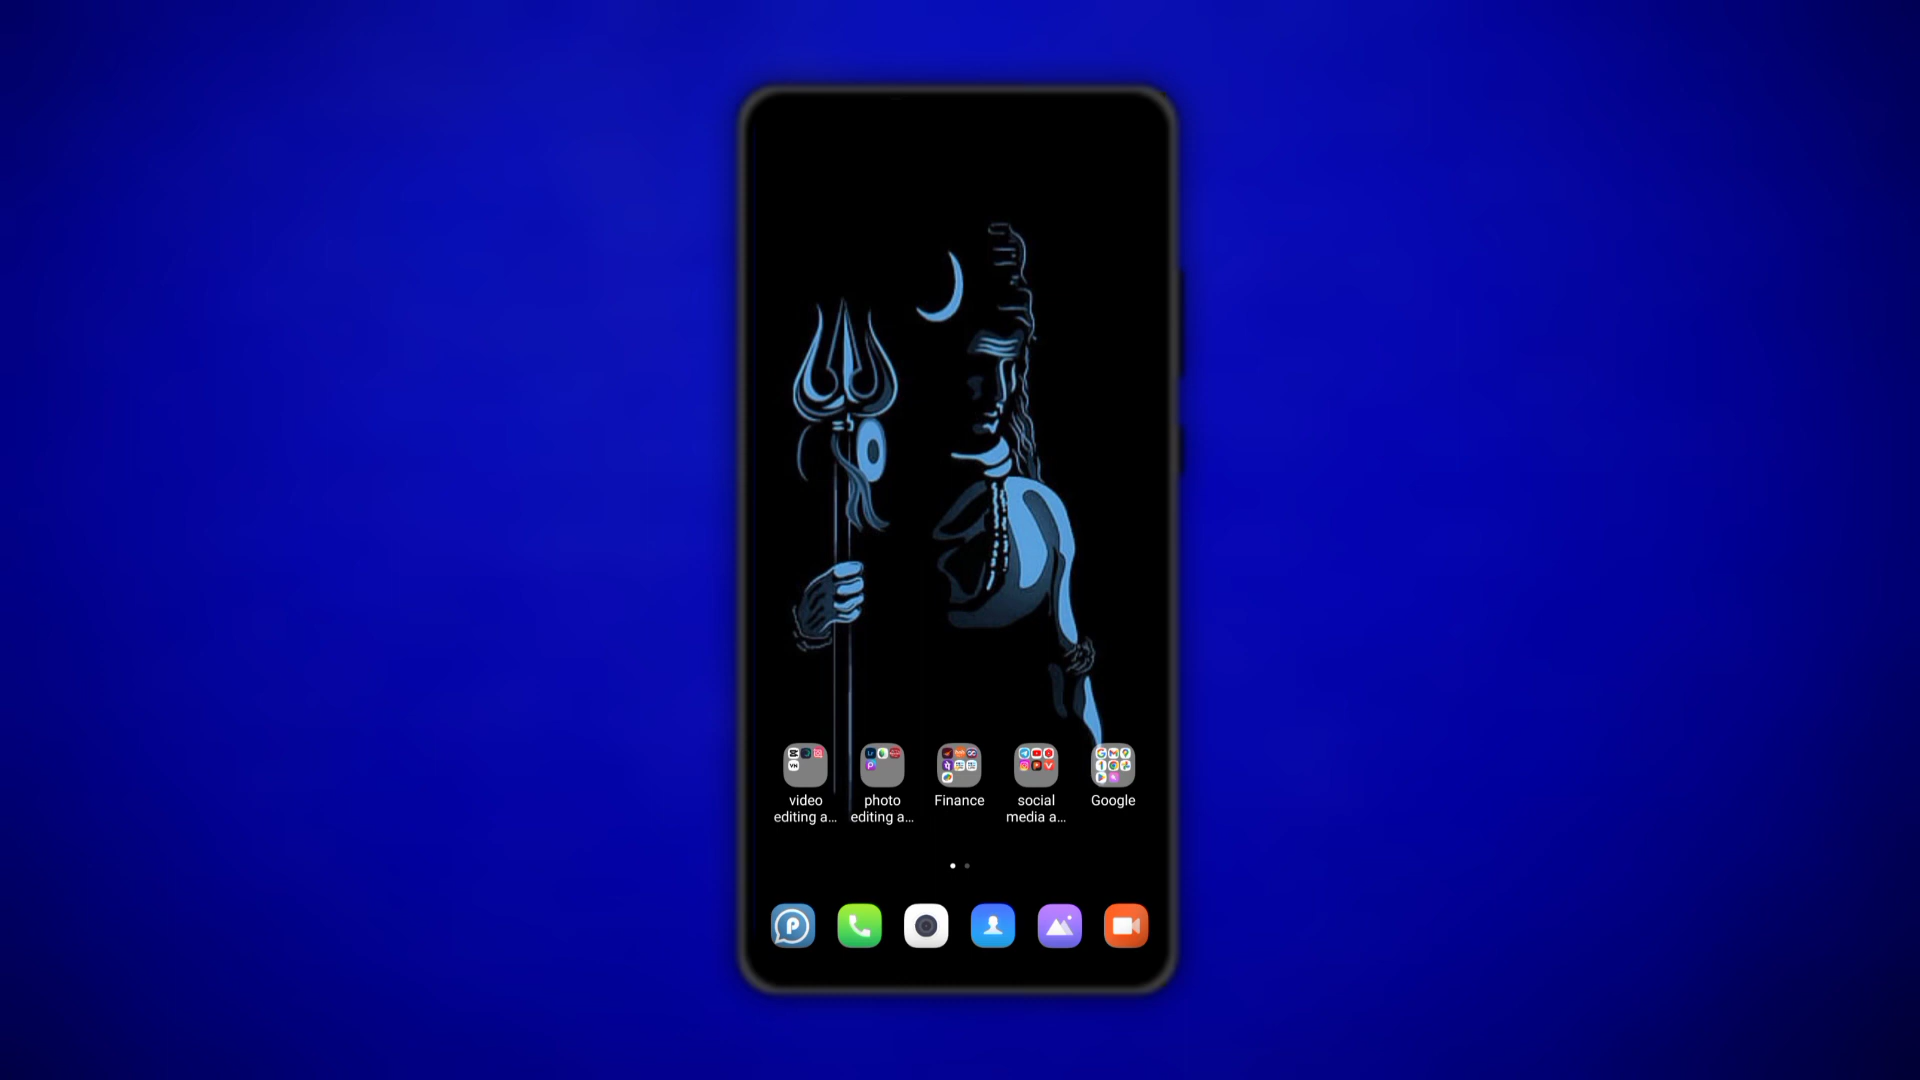 video
editing a...
photo
editing a...
Finance
social
media a...
Google